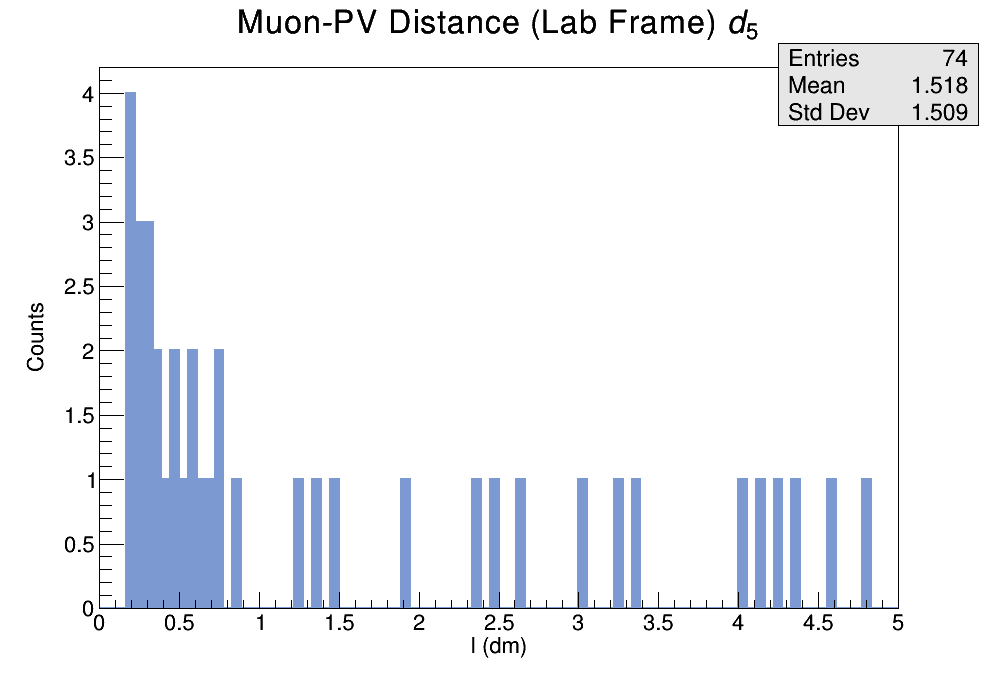 Muon-PV Distance (Lab Frame) d₅
Entries 74
Mean 1.518
Std Dev 1.509
4
3.5
3
2.5
2
1.5
1
0.5
0
Counts
0 0.5 1 1.5 2 2.5 3 3.5 4 4.5 5
l (dm)